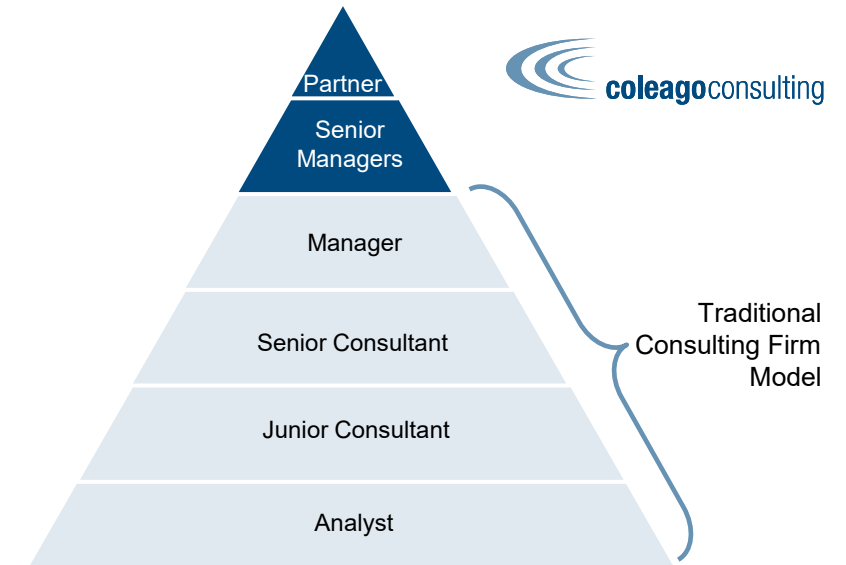 Partner
coleagoconsulting
Senior
Managers
Manager
Traditional
Consulting Firm
Model
Senior Consultant
Junior Consultant
Analyst